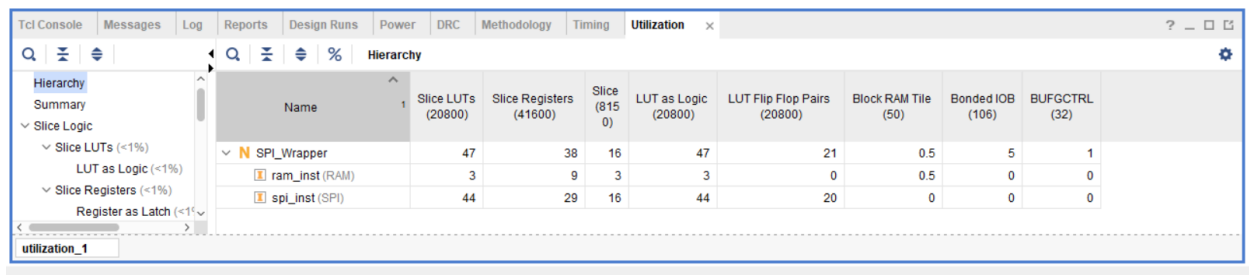 Tcl Console Messages Log Reports Design Runs Power DRC Methodology Timing Utilization × ? _
% Hierarchy
Hierarchy
Summary
Slice Logic
Slice LUTs (<1%)
LUT as Logic (<1%)
Slice Registers (<1%)
Register as Latch (<1
Name 1 Slice LUTs (20800) Slice Registers (41600) Slice (8150) LUT as Logic (20800) LUT Flip Flop Pairs (20800) Block RAM Tile (50) Bonded IOB (106) BUFGCTRL (32)
N SPI_Wrapper 47 38 16 47 21 0.5 5 1
I ram_inst (RAM) 3 9 3 3 0 0.5 0 0
I spi_inst (SPI) 44 29 16 44 20 0 0 0
utilization_1